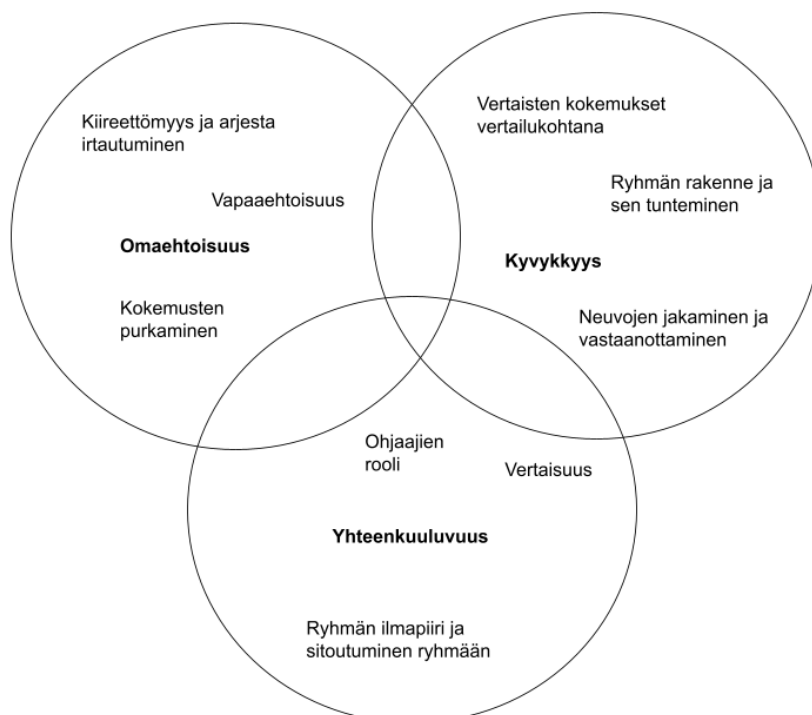 Kiireettömyys ja arjesta
irtautuminen
Vapaaehtoisuus
Omaehtoisuus
Kokemusten
purkaminen
Vertaisten kokemukset
vertailukohtana
Ryhmän rakenne ja
sen tunteminen
Kyvykkyys
Neuvojen jakaminen ja
vastaanottaminen
Ohjaajien
rooli
Vertaisuus
Yhteenkuuluvuus
Ryhmän ilmapiiri ja
sitoutuminen ryhmään